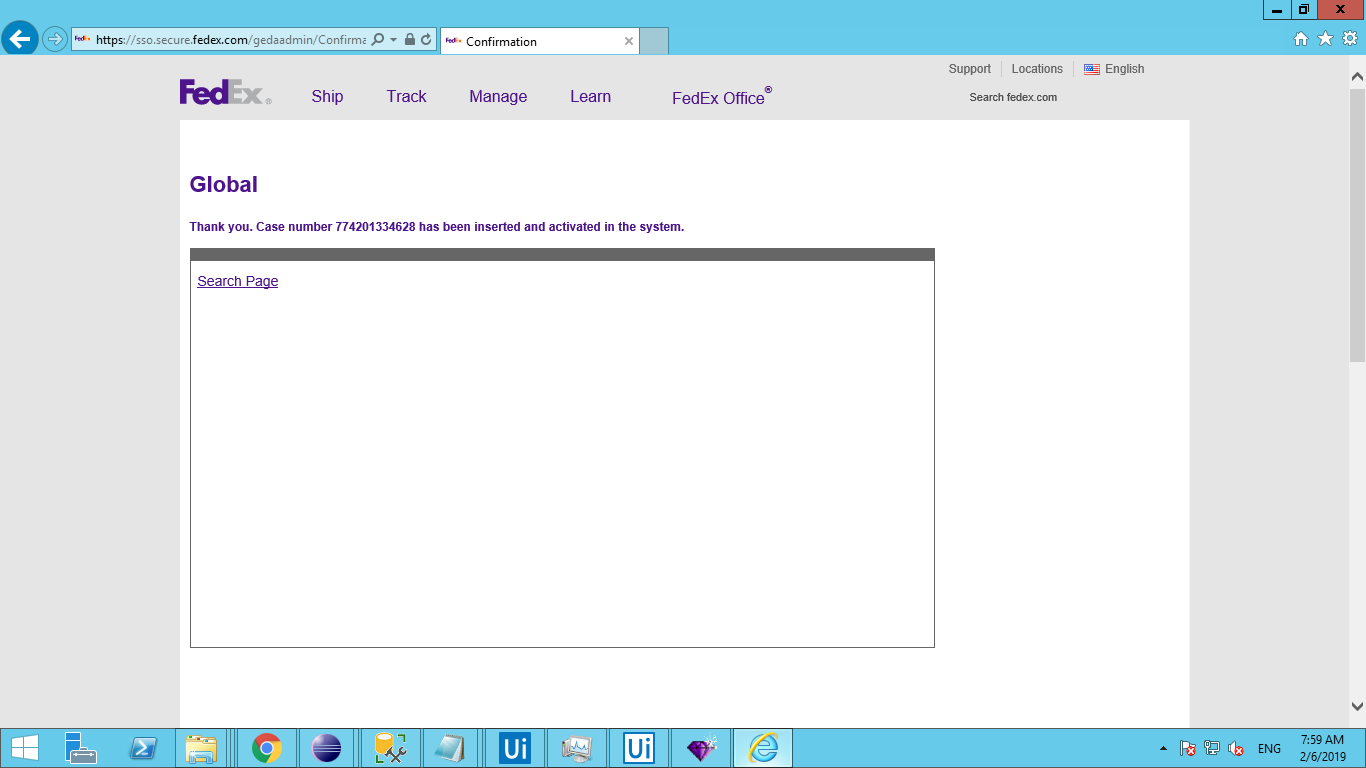 https://sso.secure.fedex.com/gedaadmin/Confirma
FedEx Confirmation
Support Locations English
FedEx® Ship Track Manage Learn FedEx Office®
Search fedex.com
Global
Thank you. Case number 774201334628 has been inserted and activated in the system.
Search Page
Ui Ui
ENG
7:59 AM
2/6/2019